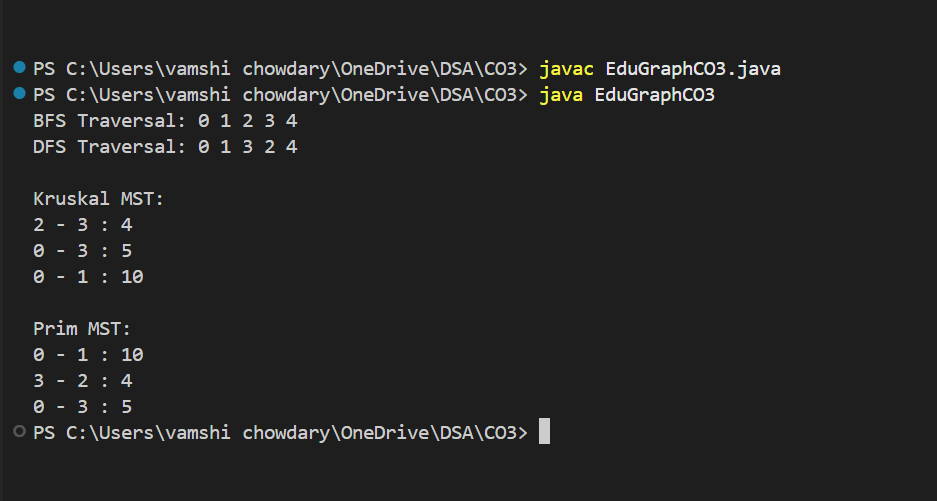 PS C:\Users\vamshi chowdary\OneDrive\DSA\CO3> javac EduGraphCO3.java
PS C:\Users\vamshi chowdary\OneDrive\DSA\CO3> java EduGraphCO3
BFS Traversal: 0 1 2 3 4
DFS Traversal: 0 1 3 2 4
Kruskal MST:
2 - 3 : 4
0 - 3 : 5
0 - 1 : 10
Prim MST:
0 - 1 : 10
3 - 2 : 4
0 - 3 : 5
PS C:\Users\vamshi chowdary\OneDrive\DSA\CO3>